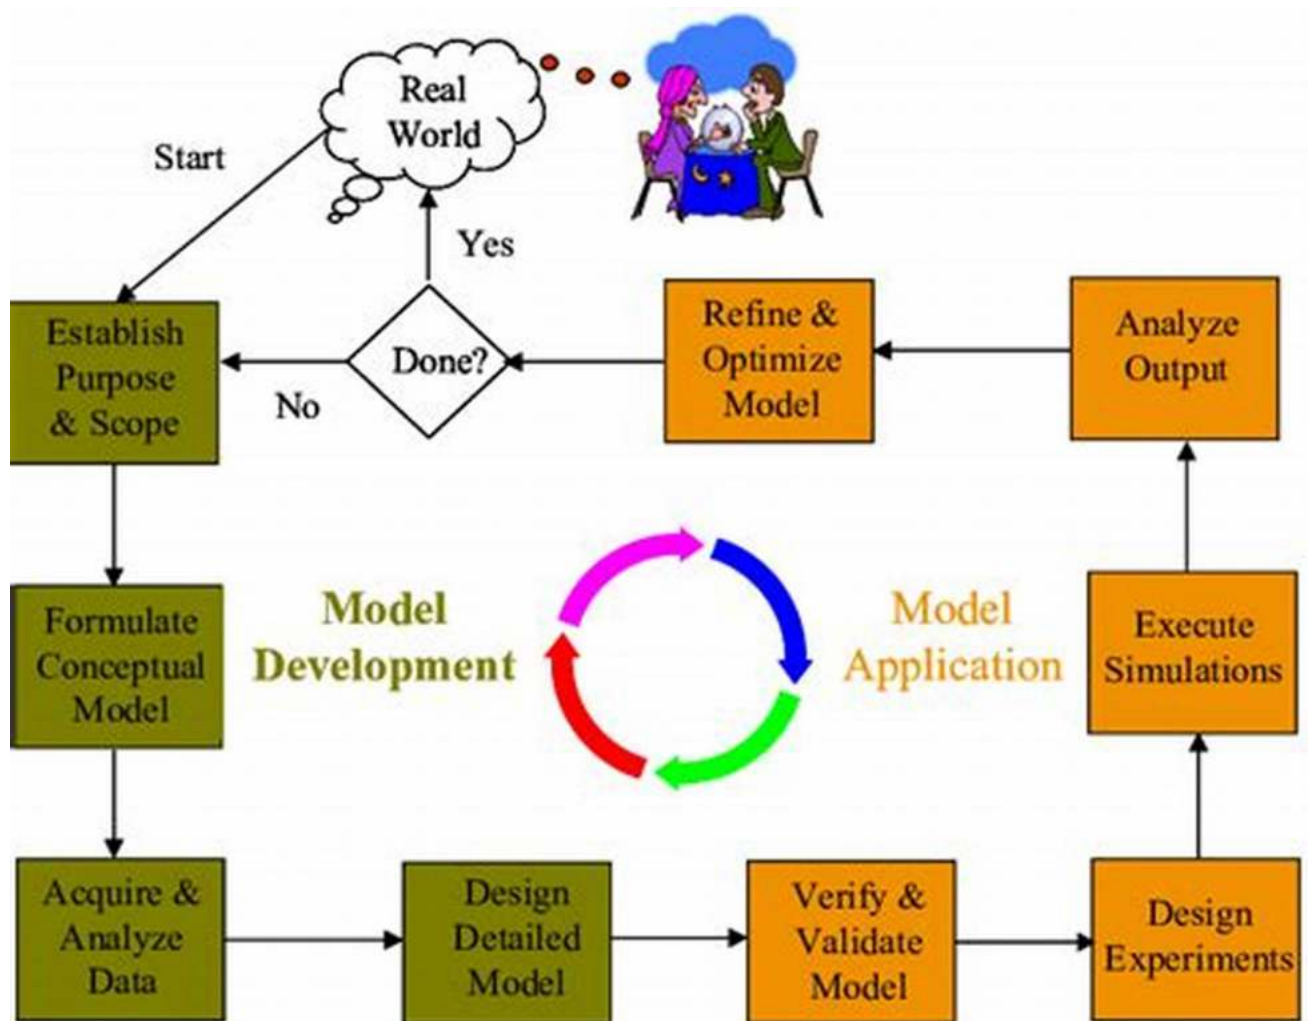 Real
World
Start
Yes
Establish
Purpose
& Scope
No
Done?
Refine &
Optimize
Model
Analyze
Output
Formulate
Conceptual
Model
Model
Development
Model
Application
Execute
Simulations
Acquire &
Analyze
Data
Design
Detailed
Model
Verify &
Validate
Model
Design
Experiments